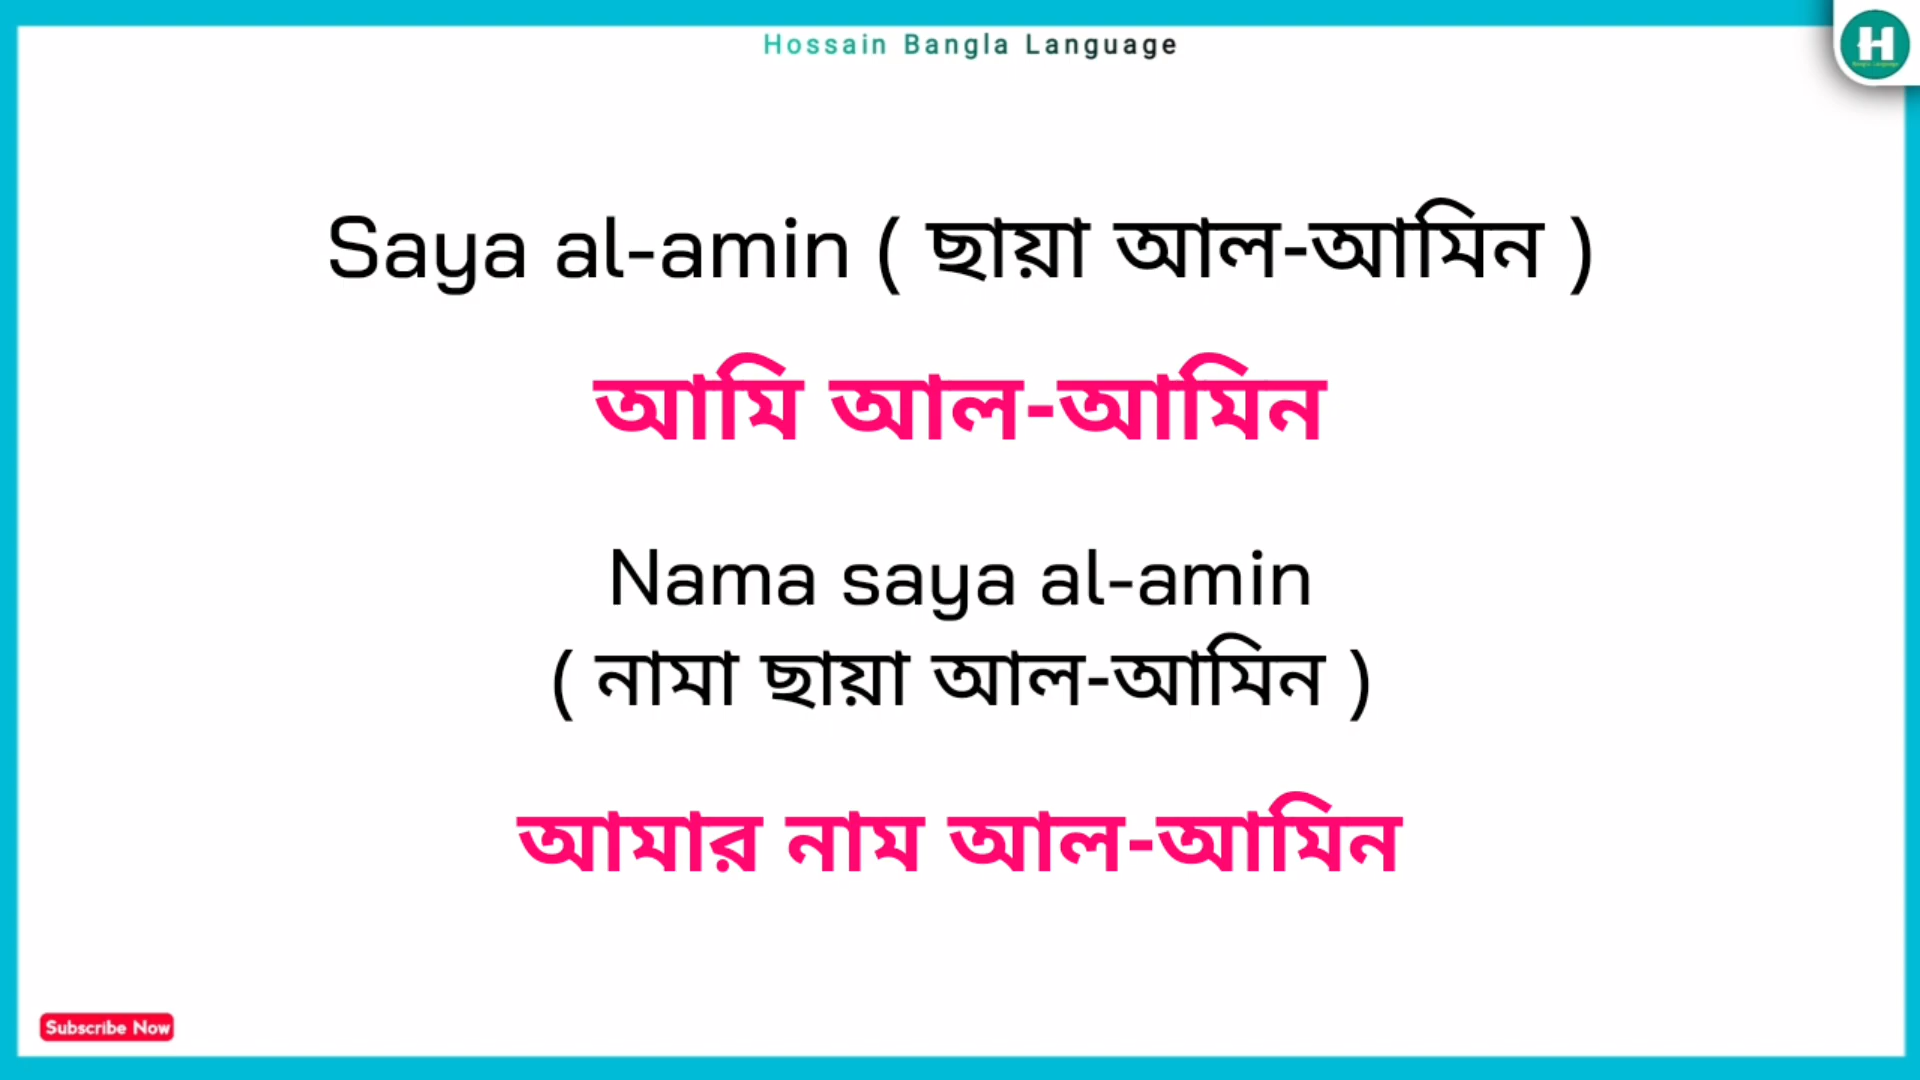 Hossain Bangla Language
H
Saya al-amin ( ছায়া আল-আমিন )
আমি আল-আমিন
Nama saya al-amin
( নামা ছায়া আল-আমিন )
আমার নাম আল-আমিন
Subscribe Now